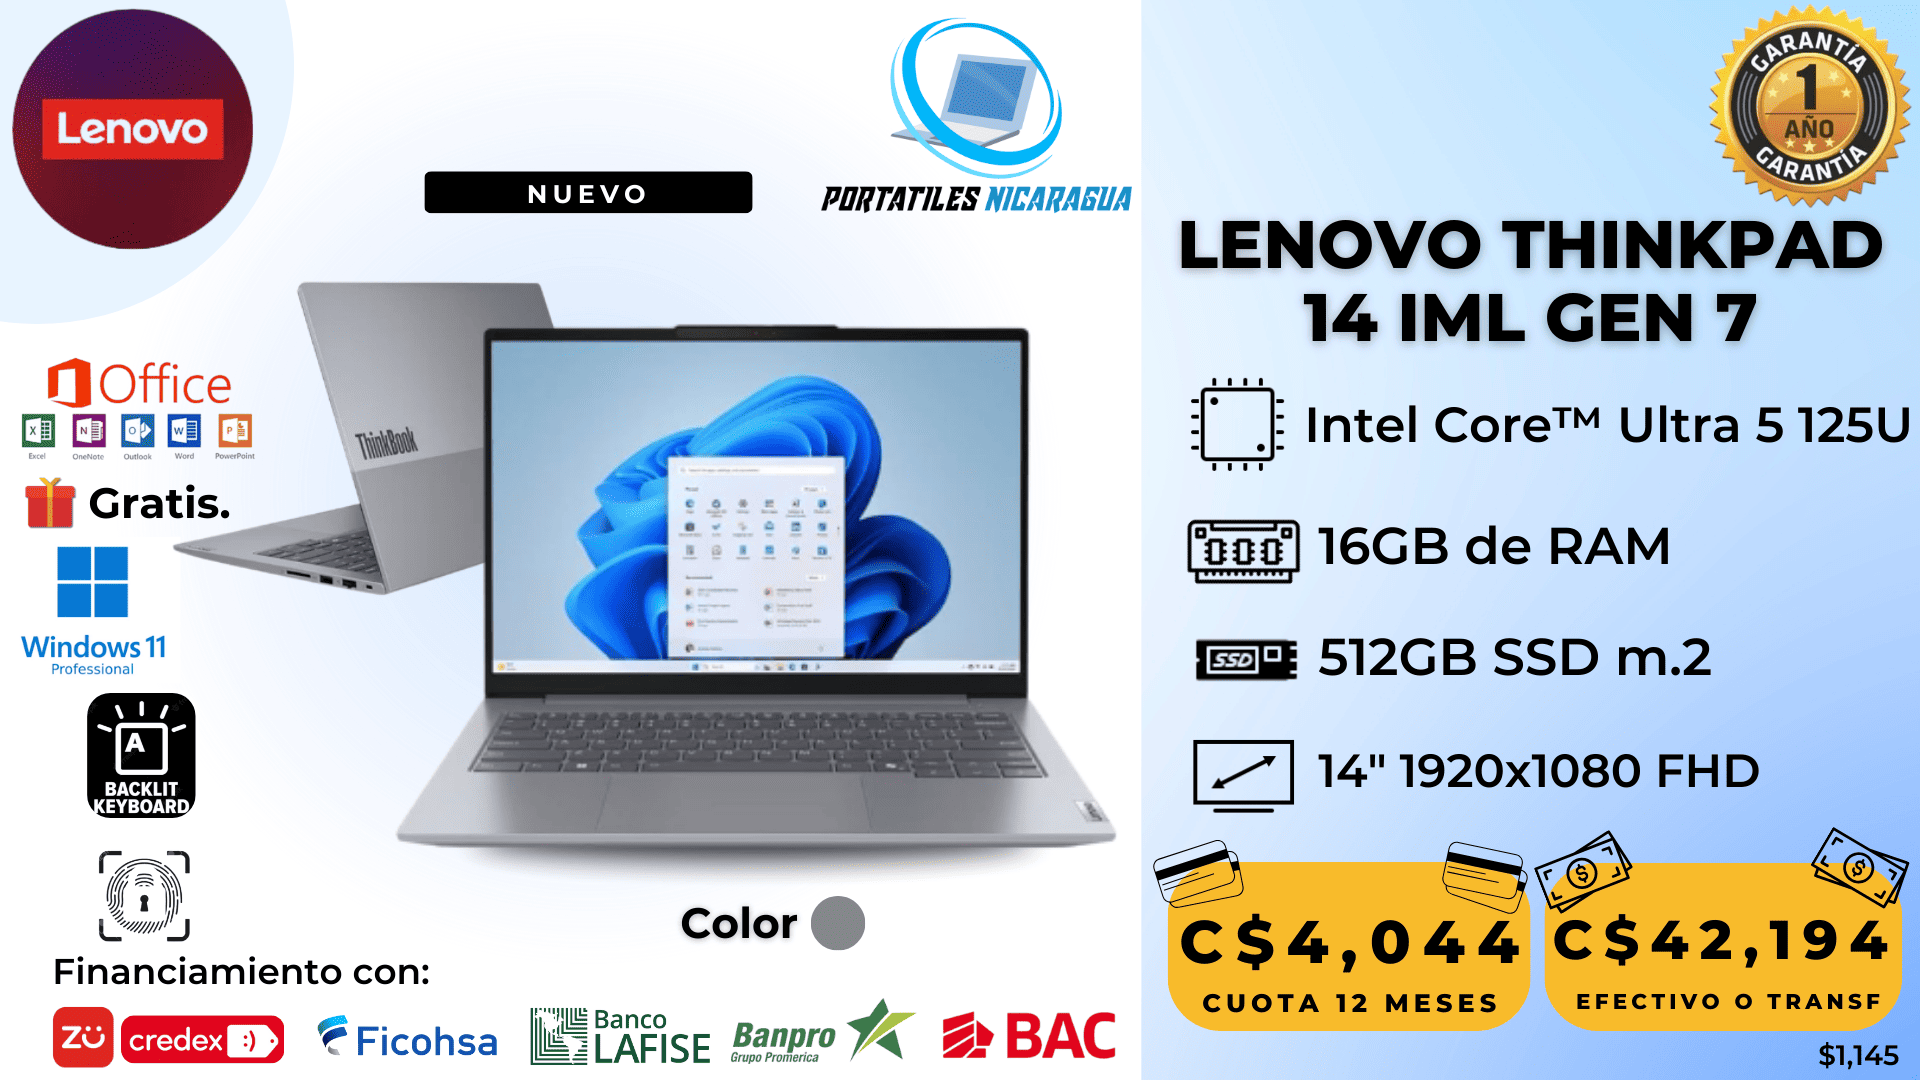 Lenovo
NUEVO
PORTATILES NICARAGUA
GARANTÍA
1
AÑO
GARANTÍA
LENOVO THINKPAD
14 IML GEN 7
Intel Core™ Ultra 5 125U
16GB de RAM
SSD
512GB SSD m.2
14" 1920x1080 FHD
Office
Excel OneNote Outlook Word PowerPoint
Gratis.
Windows 11
Professional
A
BACKLIT
KEYBOARD
ThinkBook
Lenovo
Color
Financiamiento con:
zü
credex :)
Ficohsa
Banco
LAFISE
Banpro
Grupo Promerica
BAC
C$4,044
CUOTA 12 MESES
C$42,194
EFECTIVO O TRANSF
$1,145